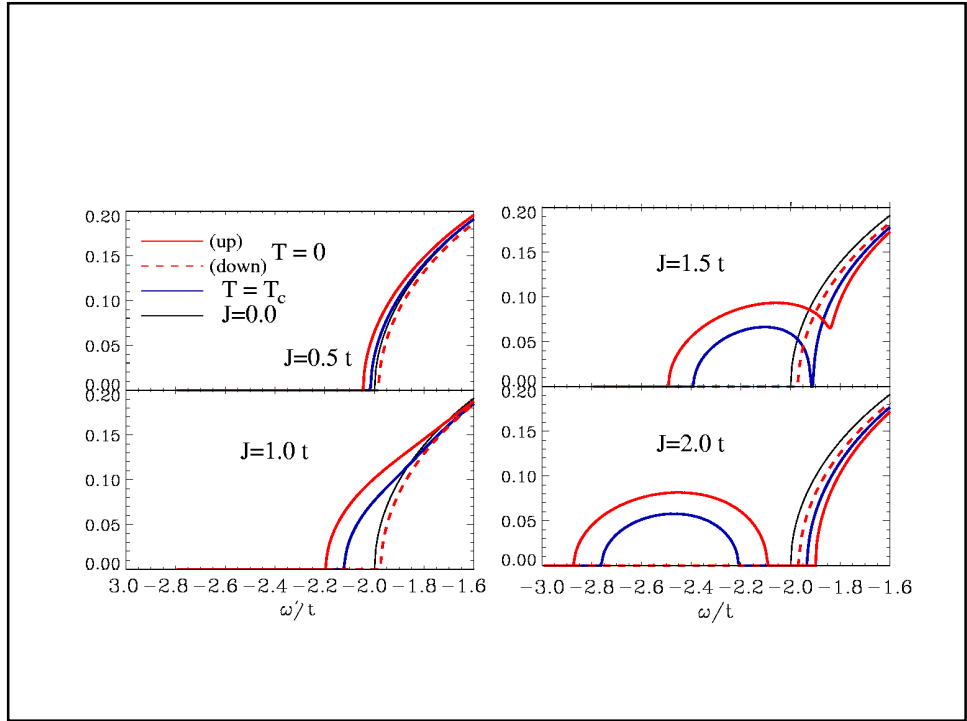 0.20
0.15
0.10
0.05
0.00
(up)
(down)
T = 0
T = Tc
J=0.0
J=0.5 t
0.20
0.15
0.10
0.05
0.00
J=1.0 t
3.0 −2.8 −2.6 −2.4 −2.2 −2.0 −1.8 −1.6
ω/t
0.20
0.15
0.10
0.05
0.00
J=1.5 t
0.20
0.15
0.10
0.05
0.00
J=2.0 t
−3.0 −2.8 −2.6 −2.4 −2.2 −2.0 −1.8 −1.6
ω/t